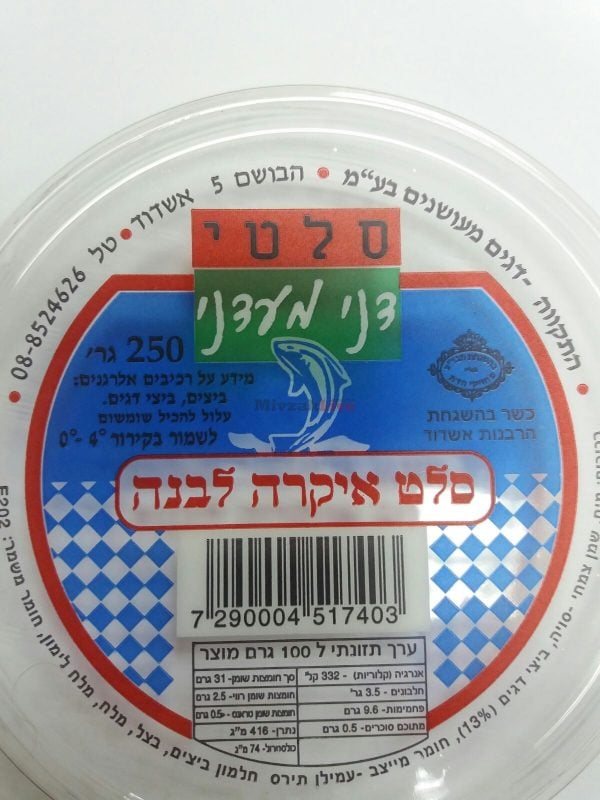 התקווה - דגים מעושנים בע"מ • הבושם 5 אשדוד • טל 08-8524626 •
סלטי
דני מעדני
250 גר'
מידע על רכיבים אלרגנים:
ביצים, ביצי דגים.
עלול להכיל שומשום
לשמור בקירור 4° - 0°
כשר בהשגחת
הרבנות אשדוד
MivzakLive
סלט איקרה לבנה
7 290004 517403
ערך תזונתי ל 100 גרם מוצר
אנרגיה (קלוריות) - 332 קל'
חלבונים - 3.5 גר'
פחמימות - 9.6 גרם
מתוכם סוכרים - 0.5 גרם
סך חומצות שומן - 31 גרם
חומצות שומן רווי - 2.5 גרם
חומצות שומן טראנס - 0.5> גרם
נתרן - 416 מ"ג
כולסטרול - 74 מ"ג
שמן צמחי - סויה, ביצי דגים (13%), חומר מייצב - עמילן תירס חלמון ביצים, בצל, מלח, מלח לימון, חומר משמר: E202